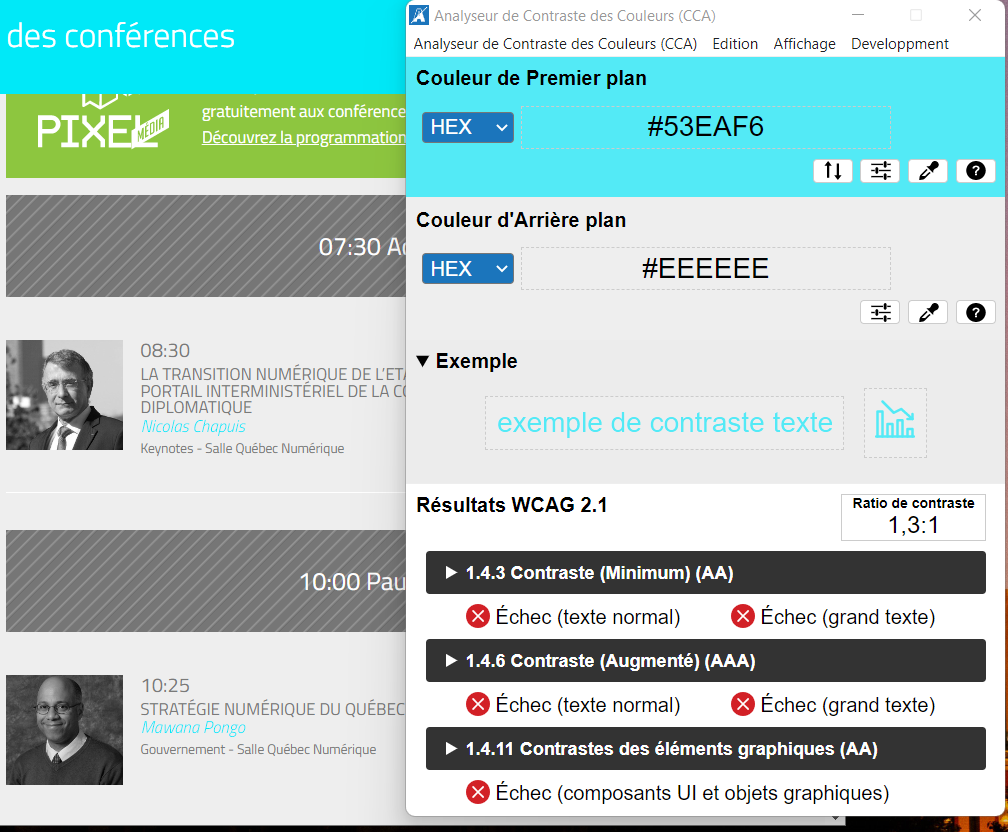 des conférences
PIXEL
MEDIA
gratuitement aux conférence
Découvrez la programmation
07:30 Ac
08:30
LA TRANSITION NUMÉRIQUE DE L'ETA
PORTAIL INTERMINISTÉRIEL DE LA CO
DIPLOMATIQUE
Nicolas Chapuis
Keynotes - Salle Québec Numérique
10:00 Pau
10:25
STRATÉGIE NUMÉRIQUE DU QUÉBEC
Mawana Pongo
Gouvernement - Salle Québec Numérique
Analyseur de Contraste des Couleurs (CCA)
Analyseur de Contraste des Couleurs (CCA) Edition Affichage Developpment
Couleur de Premier plan
HEX #53EAF6
Couleur d'Arrière plan
HEX #EEEEEE
▼ Exemple
exemple de contraste texte
Résultats WCAG 2.1
Ratio de contraste
1,3:1
▶ 1.4.3 Contraste (Minimum) (AA)
Échec (texte normal) Échec (grand texte)
▶ 1.4.6 Contraste (Augmenté) (AAA)
Échec (texte normal) Échec (grand texte)
▶ 1.4.11 Contrastes des éléments graphiques (AA)
Échec (composants UI et objets graphiques)